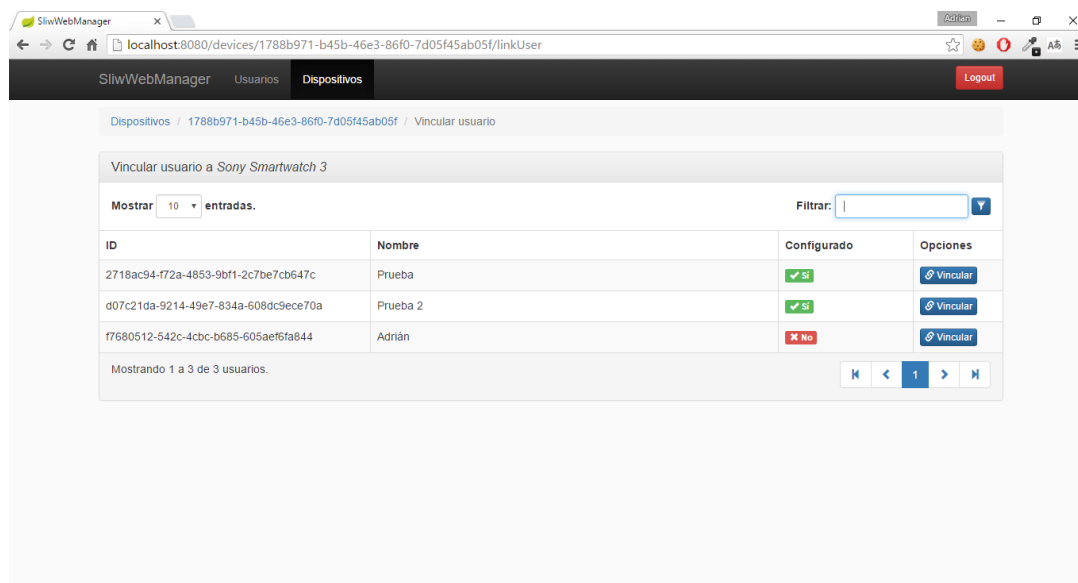 SliwWebManager
Adrian
localhost:8080/devices/1788b971-b45b-46e3-86f0-7d05f45ab05f/linkUser
SliwWebManager Usuarios Dispositivos Logout
Dispositivos / 1788b971-b45b-46e3-86f0-7d05f45ab05f / Vincular usuario
Vincular usuario a Sony Smartwatch 3
Mostrar 10 entradas. Filtrar:
ID Nombre Configurado Opciones
2718ac94-f72a-4853-9bf1-2c7be7cb647c Prueba Sí Vincular
d07c21da-9214-49e7-834a-608dc9ece70a Prueba 2 Sí Vincular
f7680512-542c-4cbc-b685-605aef6fa844 Adrián No Vincular
Mostrando 1 a 3 de 3 usuarios. 1